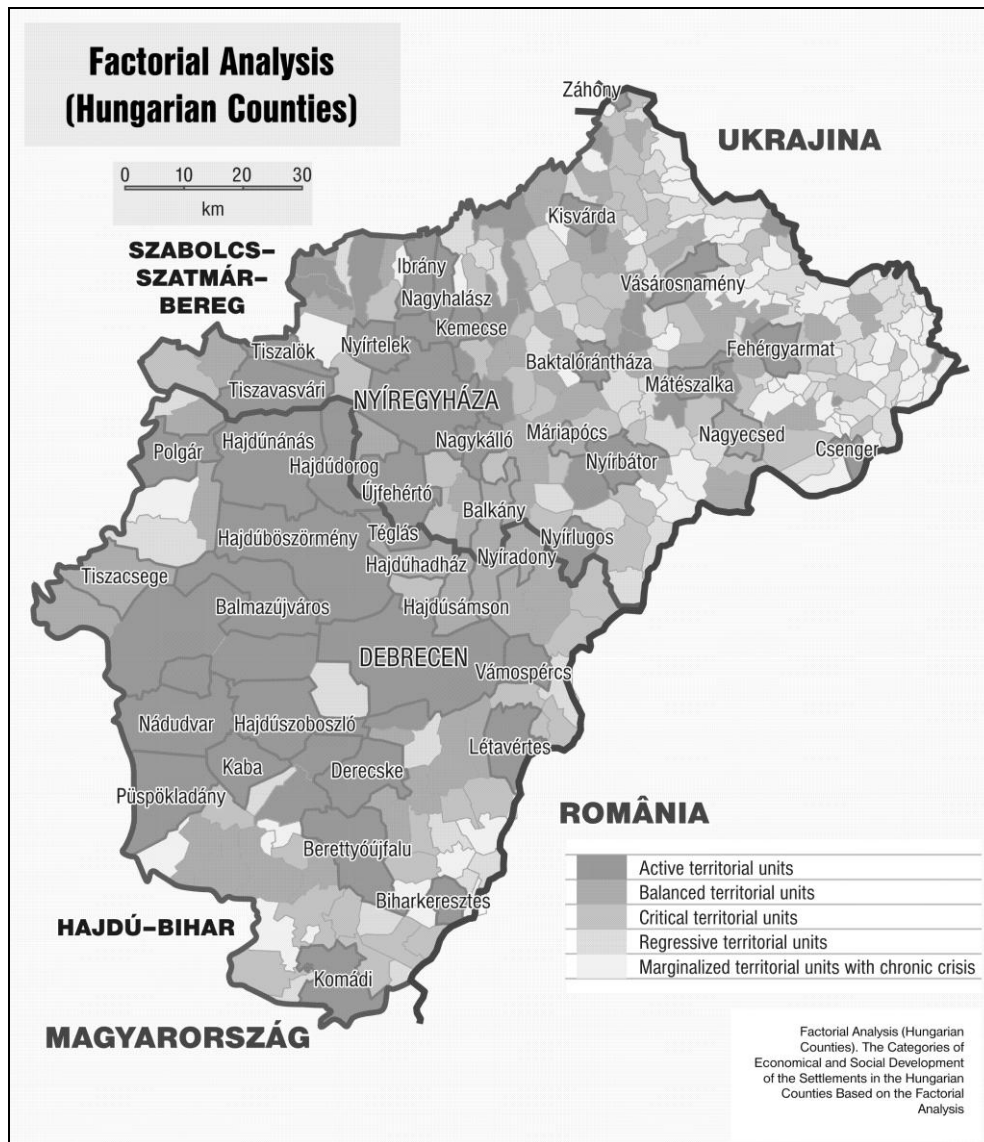 Factorial Analysis
(Hungarian Counties)
0 10 20 30
km
Záhony
UKRAJINA
Kisvárda
SZABOLCS–
SZATMÁR–
BEREG
Ibrány
Vásárosnamény
Nagyhalász
Kemecse
Tiszalök
Nyírtelek
Fehérgyarmat
Baktalórántháza
Tiszavasvári
Mátészalka
NYÍREGYHÁZA
Polgár
Hajdúnánás
Nagykálló
Máriapócs
Nagyecsed
Csenger
Hajdúdorog
Nyírbátor
Újfehértó
Balkány
Hajdúböszörmény
Téglás
Nyírlugos
Hajdúhadház
Nyíradony
Tiszacsege
Balmazújváros
Hajdúsámson
DEBRECEN
Vámospércs
Nádudvar
Hajdúszoboszló
Létavértes
Kaba
Derecske
Püspökladány
ROMÂNIA
Berettyóújfalu
Active territorial units
Balanced territorial units
Biharkeresztes
Critical territorial units
HAJDÚ–BIHAR
Regressive territorial units
Marginalized territorial units with chronic crisis
Komádi
MAGYARORSZÁG
Factorial Analysis (Hungarian
Counties). The Categories of
Economical and Social Development
of the Settlements in the Hungarian
Counties Based on the Factorial
Analysis